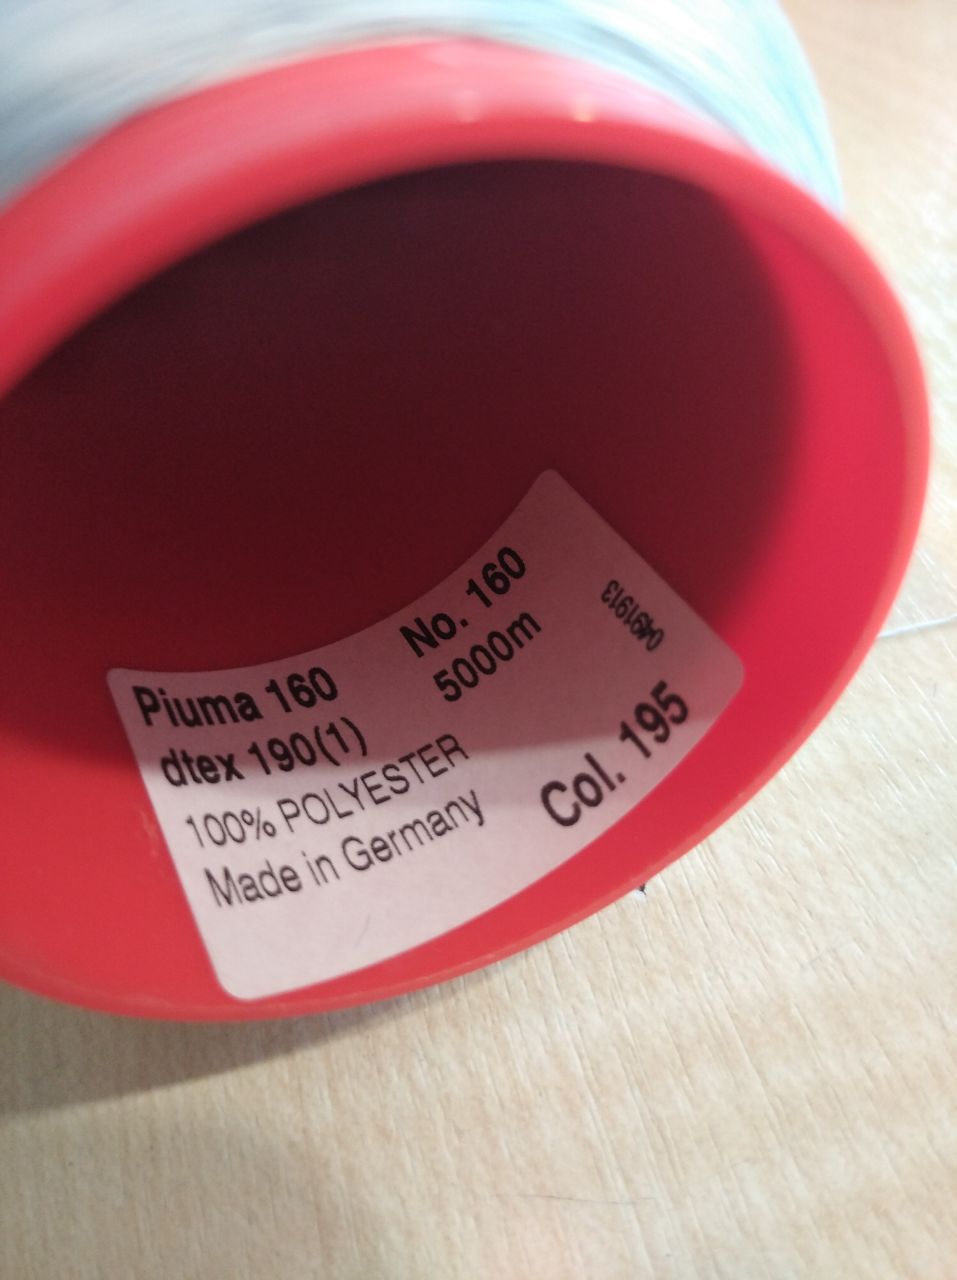 Piuma 160 No. 160
dtex 190(1) 5000m
100% POLYESTER
Made in Germany
Col. 195
0491913